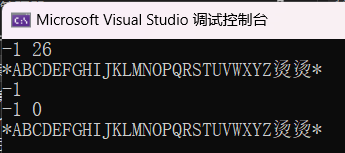 Microsoft Visual Studio 调试控制台
-1 26
*ABCDEFGHIJKLMNOPQRSTUVWXYZ烫烫*
-1
-1 0
*ABCDEFGHIJKLMNOPQRSTUVWXYZ烫烫*